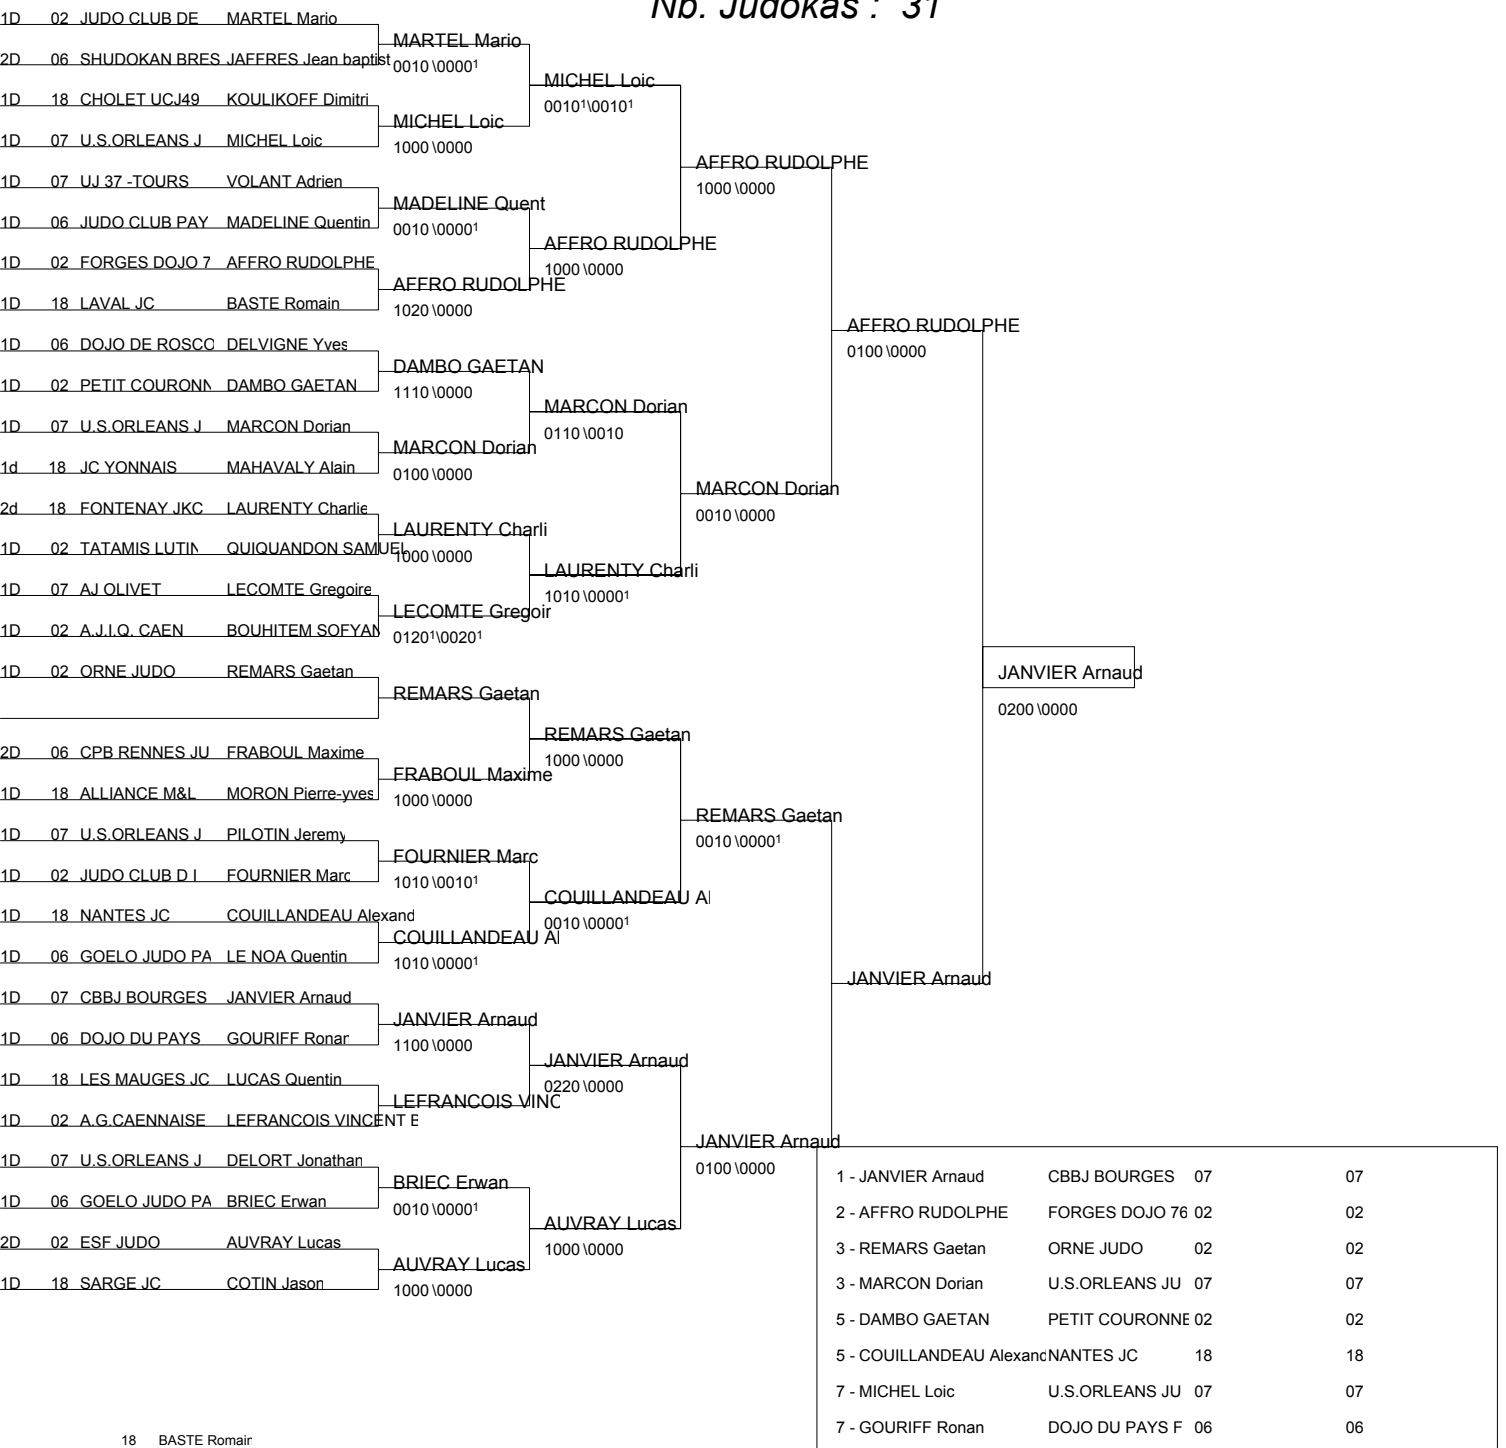 Nb. Judokas : 31
1D 02 JUDO CLUB DE MARTEL Mario
MARTEL Mario
2D 06 SHUDOKAN BRES JAFFRES Jean baptist
0010\0000¹
MICHEL Loic
1D 18 CHOLET UCJ49 KOULIKOFF Dimitri
0010¹\0010¹
MICHEL Loic
1D 07 U.S.ORLEANS J MICHEL Loic
1000\0000
AFFRO RUDOLPHE
1D 07 UJ 37 -TOURS VOLANT Adrien
1000\0000
MADELINE Quent
1D 06 JUDO CLUB PAY MADELINE Quentin
0010\0000¹
AFFRO RUDOLPHE
1D 02 FORGES DOJO 7 AFFRO RUDOLPHE
1000\0000
AFFRO RUDOLPHE
1D 18 LAVAL JC BASTE Romain
1020\0000
AFFRO RUDOLPHE
1D 06 DOJO DE ROSCO DELVIGNE Yves
0100\0000
DAMBO GAETAN
1D 02 PETIT COURONN DAMBO GAETAN
1110\0000
MARCON Dorian
1D 07 U.S.ORLEANS J MARCON Dorian
0110\0010
MARCON Dorian
1d 18 JC YONNAIS MAHAVALY Alain
0100\0000
MARCON Dorian
2d 18 FONTENAY JKC LAURENTY Charlie
0010\0000
LAURENTY Charli
1D 02 TATAMIS LUTIN QUIQUANDON SAMUEL
1000\0000
LAURENTY Charli
1D 07 AJ OLIVET LECOMTE Gregoire
1010\0000¹
LECOMTE Gregoir
1D 02 A.J.I.Q. CAEN BOUHITEM SOFYAN
0120¹\0020¹
1D 02 ORNE JUDO REMARS Gaetan
JANVIER Arnaud
REMARS Gaetan
0200\0000
REMARS Gaetan
2D 06 CPB RENNES JU FRABOUL Maxime
1000\0000
FRABOUL Maxime
1D 18 ALLIANCE M&L MORON Pierre-yves
1000\0000
REMARS Gaetan
1D 07 U.S.ORLEANS J PILOTIN Jeremy
0010\0000¹
FOURNIER Marc
1D 02 JUDO CLUB D I FOURNIER Marc
1010\0010¹
COUILLANDEAU Al
1D 18 NANTES JC COUILLANDEAU Alexand
0010\0000¹
COUILLANDEAU Al
1D 06 GOELO JUDO PA LE NOA Quentin
1010\0000¹
JANVIER Arnaud
1D 07 CBBJ BOURGES JANVIER Arnaud
JANVIER Arnaud
1D 06 DOJO DU PAYS GOURIFF Ronan
1100\0000
JANVIER Arnaud
1D 18 LES MAUGES JC LUCAS Quentin
0220\0000
LEFRANCOIS VINC
1D 02 A.G.CAENNAISE LEFRANCOIS VINCENT E
JANVIER Arnaud
1D 07 U.S.ORLEANS J DELORT Jonathan
0100\0000
BRIEC Erwan
1D 06 GOELO JUDO PA BRIEC Erwan
0010\0000¹
AUVRAY Lucas
2D 02 ESF JUDO AUVRAY Lucas
1000\0000
AUVRAY Lucas
1D 18 SARGE JC COTIN Jason
1000\0000
1 - JANVIER Arnaud CBBJ BOURGES 07 07
2 - AFFRO RUDOLPHE FORGES DOJO 76 02 02
3 - REMARS Gaetan ORNE JUDO 02 02
3 - MARCON Dorian U.S.ORLEANS JU 07 07
5 - DAMBO GAETAN PETIT COURONNE 02 02
5 - COUILLANDEAU Alexand NANTES JC 18 18
7 - MICHEL Loic U.S.ORLEANS JU 07 07
7 - GOURIFF Ronan DOJO DU PAYS F 06 06
18 BASTE Romain